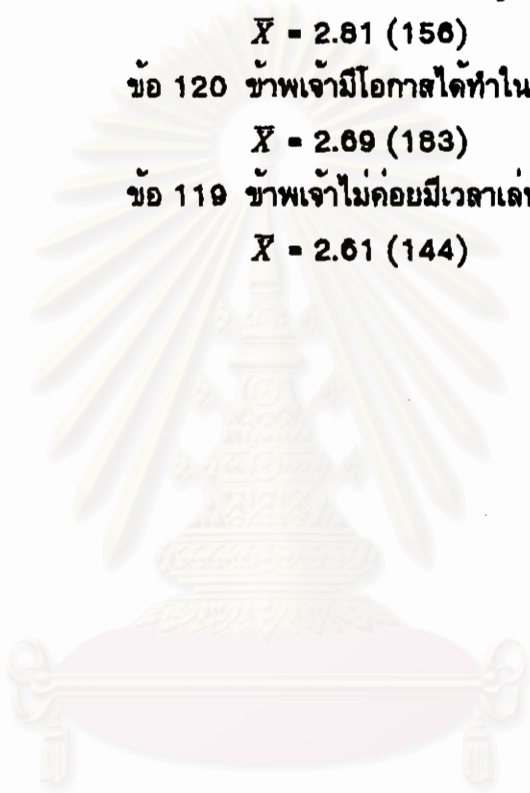 X̅ = 2.81 (156)
ข้อ 120 ข้าพเจ้ามีโอกาสได้ทำใน
X̅ = 2.69 (183)
ข้อ 119 ข้าพเจ้าไม่ค่อยมีเวลาเล่น
X̅ = 2.61 (144)